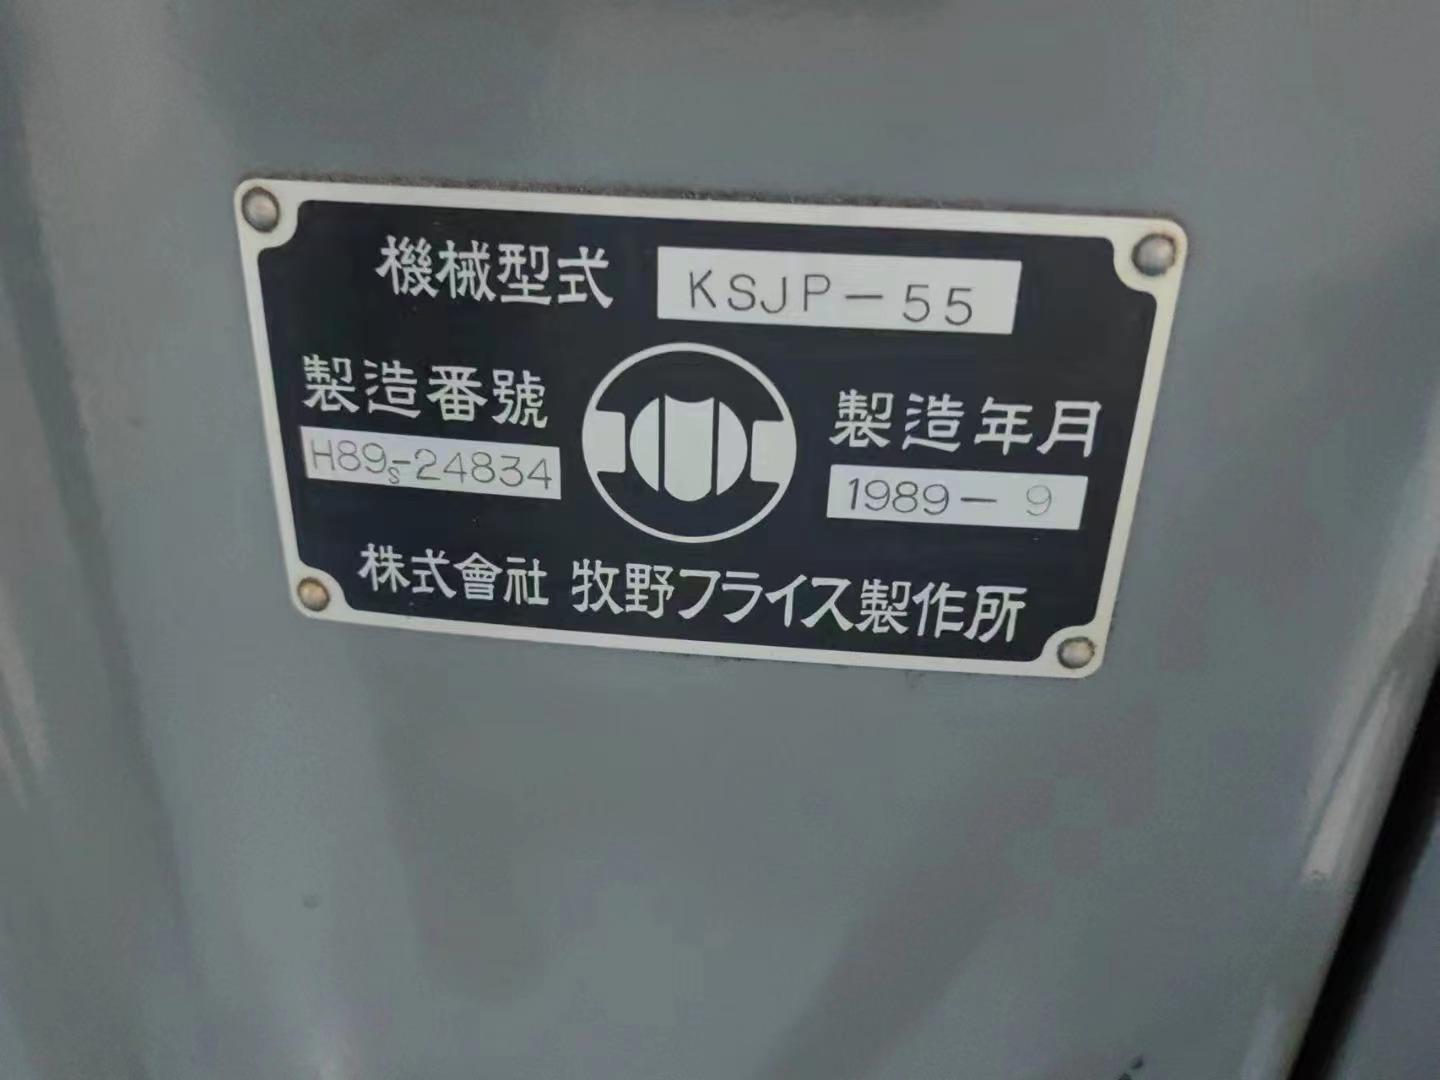 機械型式 KSJP-55
製造番號 製造年月
H89s-24834 1989-9
株式會社 牧野フライス製作所